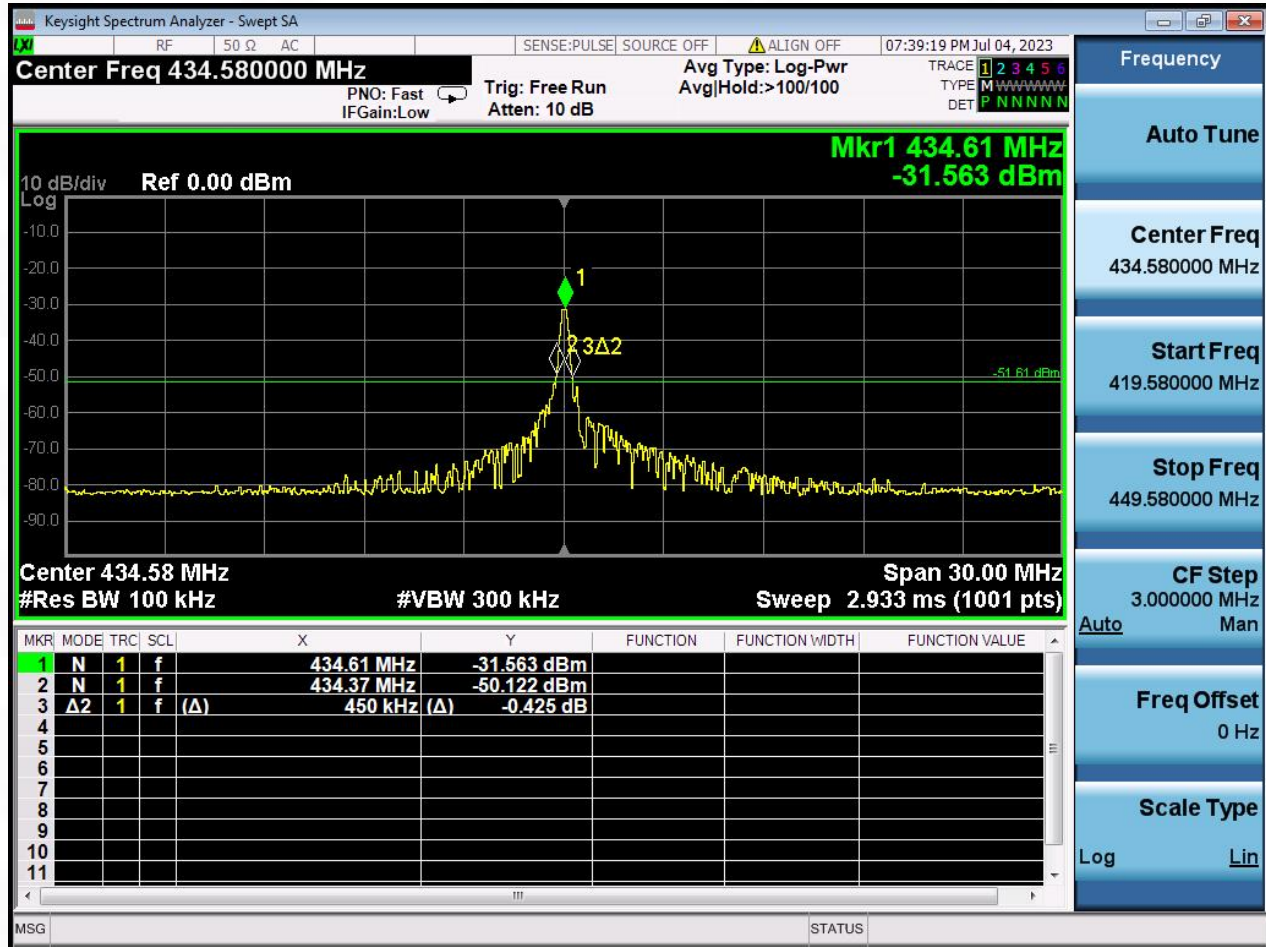 Keysight Spectrum Analyzer - Swept SA
LXI RF 50 Ω AC SENSE:PULSE SOURCE OFF ALIGN OFF 07:39:19 PM Jul 04, 2023
Center Freq 434.580000 MHz
PNO: Fast
IFGain:Low
Trig: Free Run
Atten: 10 dB
Avg Type: Log-Pwr
Avg|Hold:>100/100
TRACE 1 2 3 4 5 6
TYPE M WWWWW
DET P N N N N N
Mkr1 434.61 MHz
-31.563 dBm
10 dB/div Ref 0.00 dBm
Log
-10.0
-20.0
-30.0
-40.0
-50.0
-60.0
-70.0
-80.0
-90.0
1
2 3Δ2
-51.61 dBm
Center 434.58 MHz Span 30.00 MHz
#Res BW 100 kHz #VBW 300 kHz Sweep 2.933 ms (1001 pts)
MKR MODE TRC SCL X Y FUNCTION FUNCTION WIDTH FUNCTION VALUE
1 N 1 f 434.61 MHz -31.563 dBm
2 N 1 f 434.37 MHz -50.122 dBm
3 Δ2 1 f (Δ) 450 kHz (Δ) -0.425 dB
4
5
6
7
8
9
10
11
MSG STATUS
Frequency
Auto Tune
Center Freq
434.580000 MHz
Start Freq
419.580000 MHz
Stop Freq
449.580000 MHz
CF Step
3.000000 MHz
Auto Man
Freq Offset
0 Hz
Scale Type
Log Lin